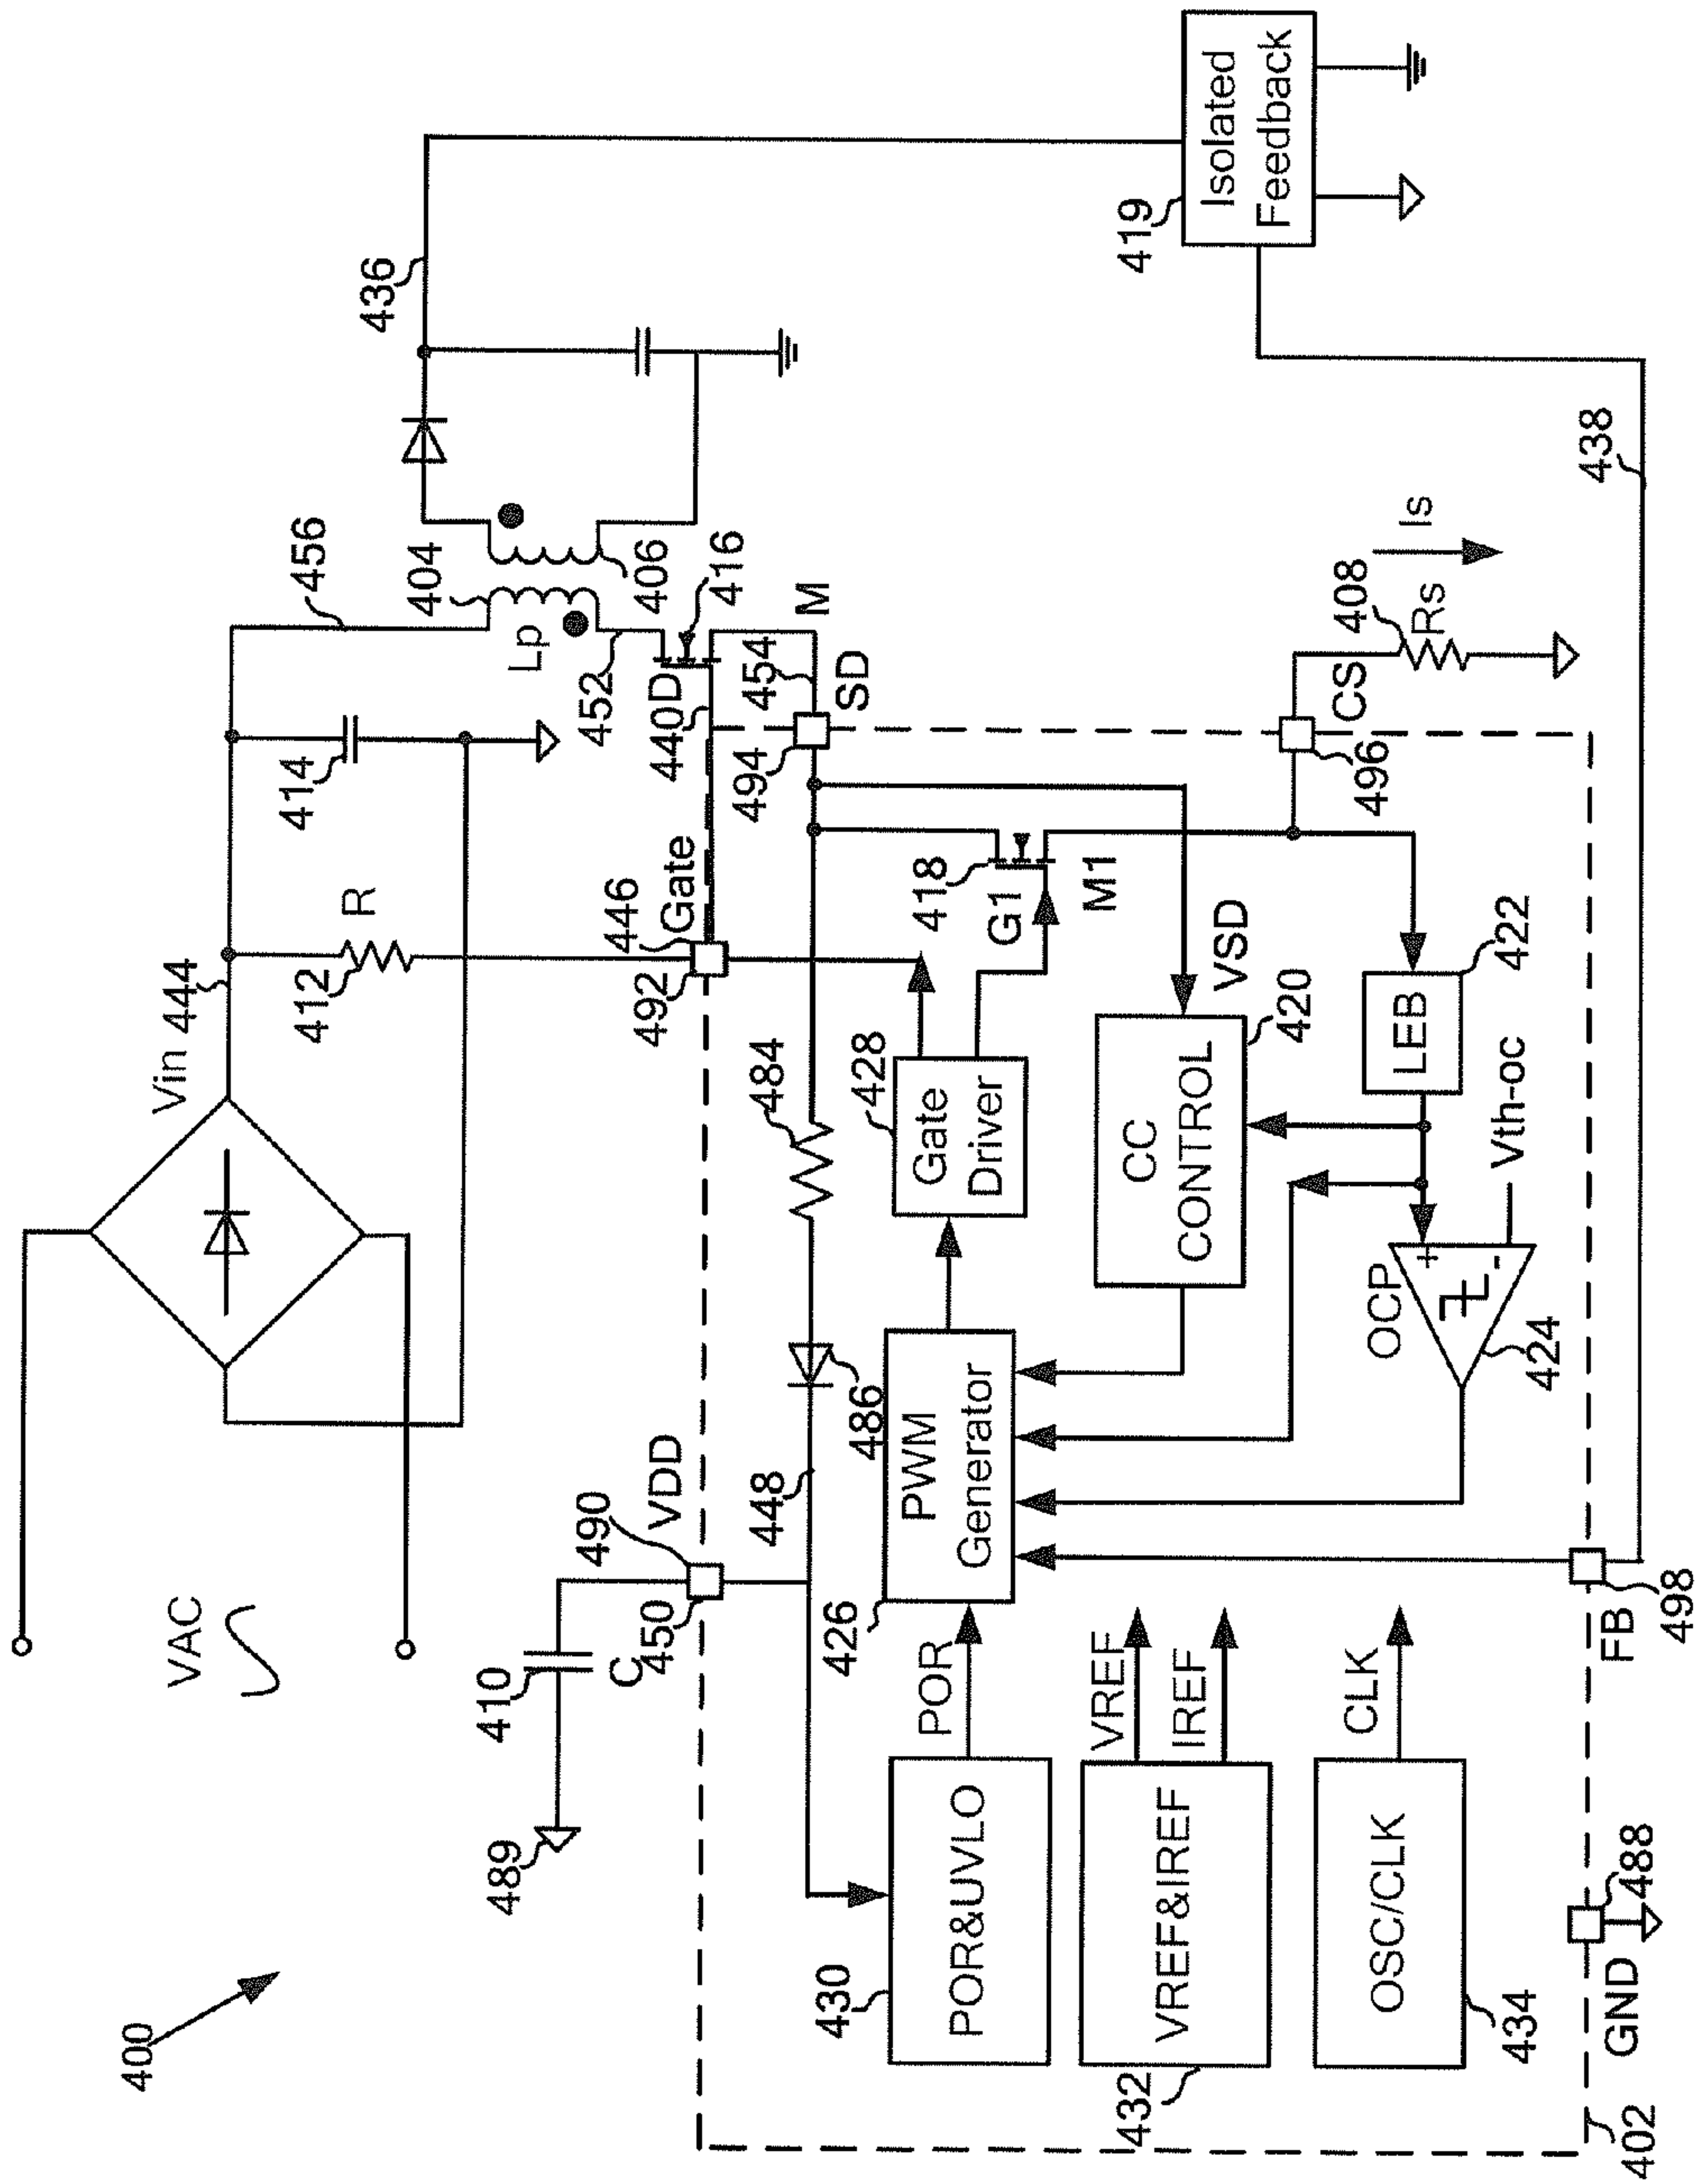 400
VAC
Vin
444
412
R
414
456
404
Lp
406
436
452
416
440
D
M
454
SD
494
446
Gate
492
489
410
C
490
VDD
450
448
486
484
428
Gate
Driver
418
G1
M1
VSD
426
PWM
Generator
CC
CONTROL
420
430
POR&UVLO
POR
432
VREF&IREF
VREF
IREF
434
OSC/CLK
CLK
OCP
+
-
424
Vth-oc
LEB
422
CS
496
408
Rs
Is
419
Isolated
Feedback
438
FB
498
GND
488
402